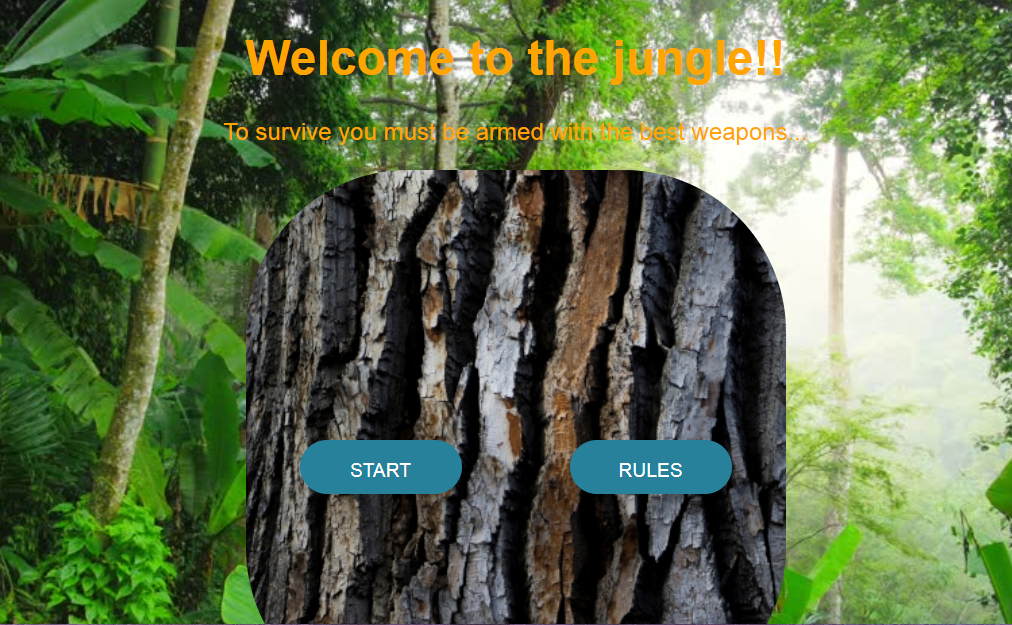 Welcome to the jungle!!
To survive you must be armed with the best weapons...
START
RULES